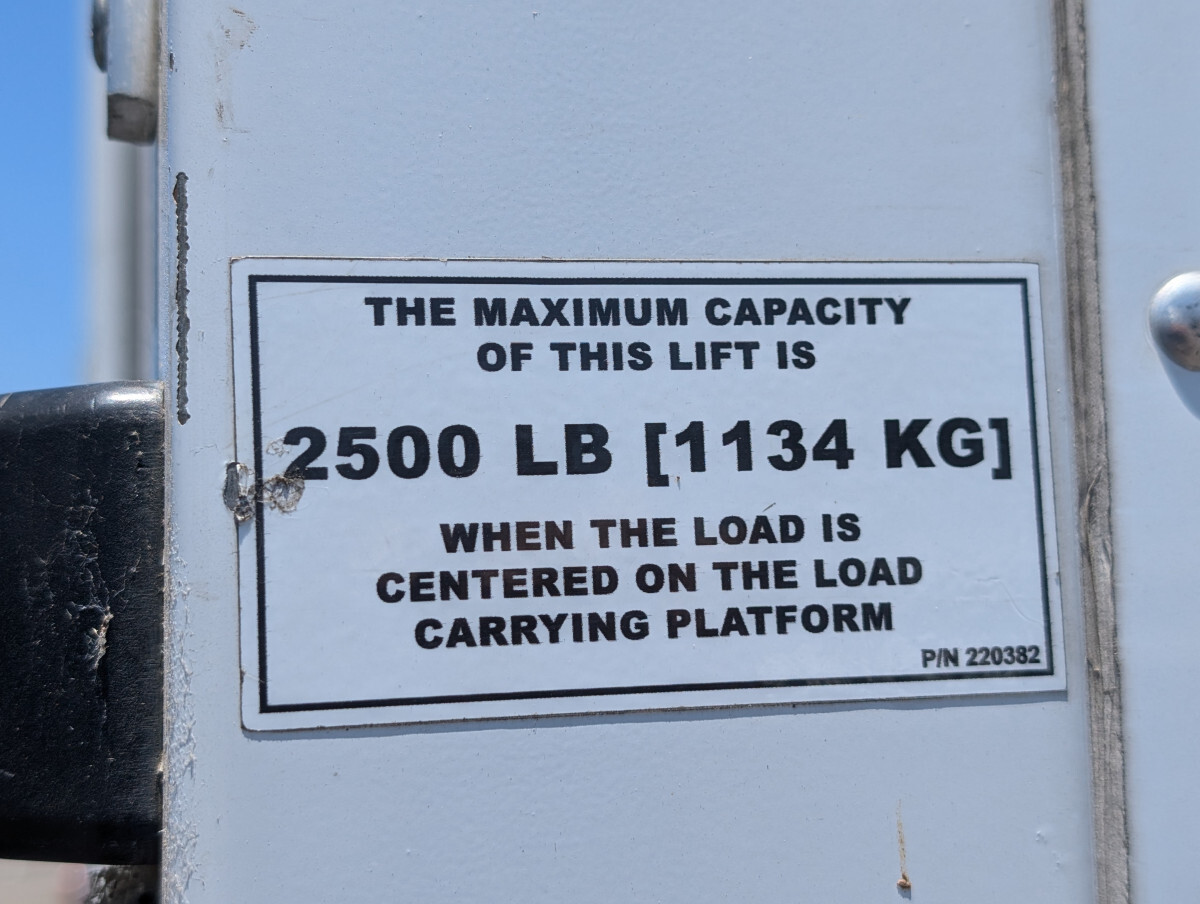 THE MAXIMUM CAPACITY
OF THIS LIFT IS
2500 LB [1134 KG]
WHEN THE LOAD IS
CENTERED ON THE LOAD
CARRYING PLATFORM
P/N 220382